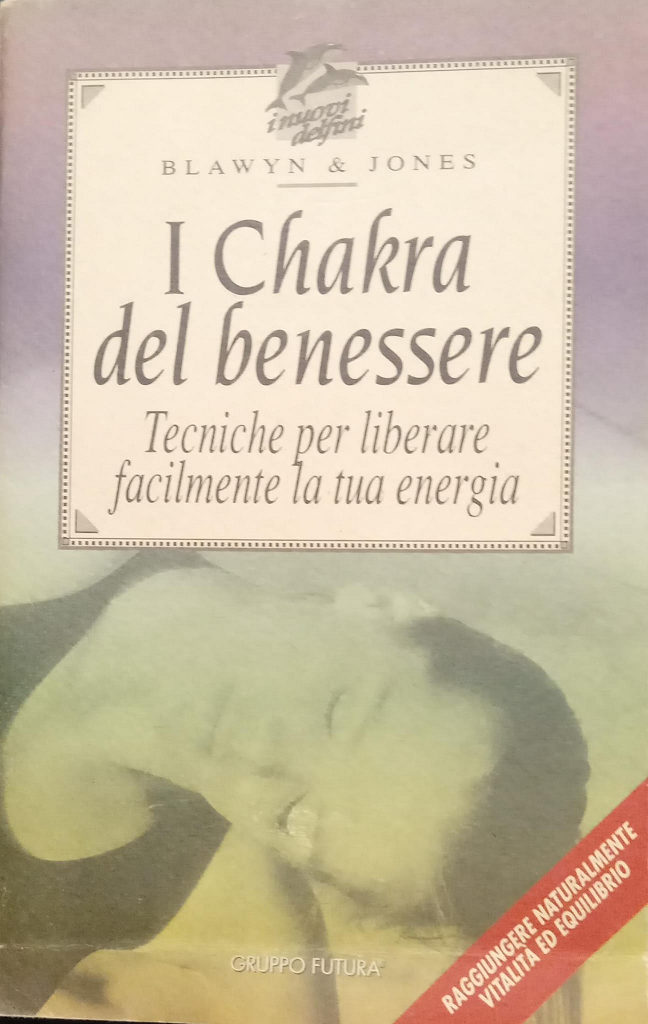 i nuovi
delfini
BLAWYN & JONES
I Chakra
del benessere
Tecniche per liberare
facilmente la tua energia
RAGGIUNGERE NATURALMENTE
VITALITÀ ED EQUILIBRIO
GRUPPO FUTURA